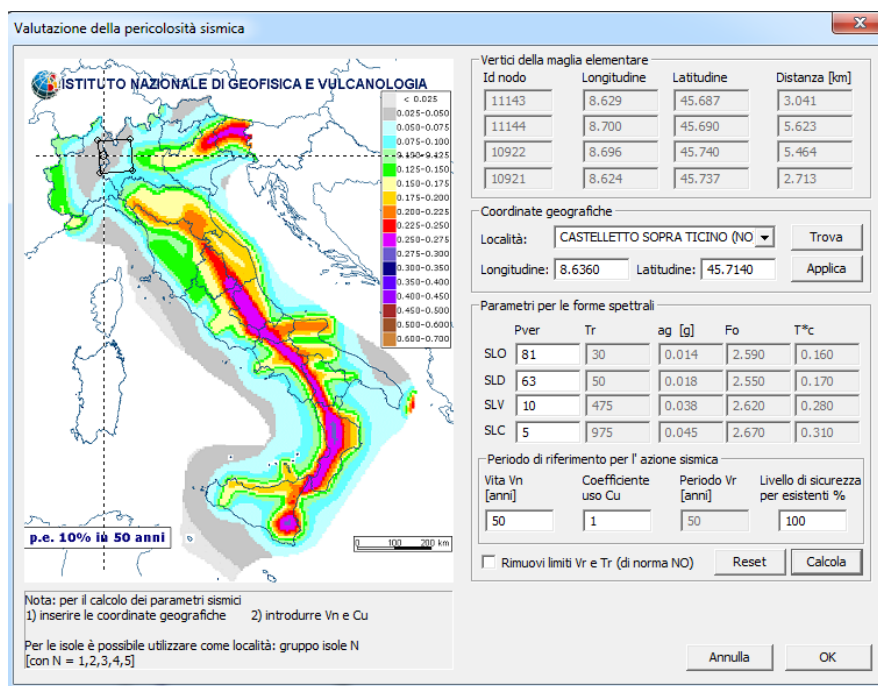 Valutazione della pericolosità sismica
x
ISTITUTO NAZIONALE DI GEOFISICA E VULCANOLOGIA
< 0.025
0.025-0.050
0.050-0.075
0.075-0.100
0.100-0.125
0.125-0.150
0.150-0.175
0.175-0.200
0.200-0.225
0.225-0.250
0.250-0.275
0.275-0.300
0.300-0.350
0.350-0.400
0.400-0.450
0.450-0.500
0.500-0.600
0.600-0.700
p.e. 10% in 50 anni
0 100 200 km
Nota: per il calcolo dei parametri sismici
1) inserire le coordinate geografiche 2) introdurre Vn e Cu
Per le isole è possibile utilizzare come località: gruppo isole N
[con N = 1,2,3,4,5]
Vertici della maglia elementare
Id nodo Longitudine Latitudine Distanza [km]
11143 8.629 45.687 3.041
11144 8.700 45.690 5.623
10922 8.696 45.740 5.464
10921 8.624 45.737 2.713
Coordinate geografiche
Località: CASTELLETTO SOPRA TICINO (NO Trova
Longitudine: 8.6360 Latitudine: 45.7140 Applica
Parametri per le forme spettrali
Pver Tr ag [g] Fo T*c
SLO 81 30 0.014 2.590 0.160
SLD 63 50 0.018 2.550 0.170
SLV 10 475 0.038 2.620 0.280
SLC 5 975 0.045 2.670 0.310
Periodo di riferimento per l' azione sismica
Vita Vn Coefficiente Periodo Vr Livello di sicurezza
[anni] uso Cu [anni] per esistenti %
50 1 50 100
Rimuovi limiti Vr e Tr (di norma NO) Reset Calcola
Annulla OK